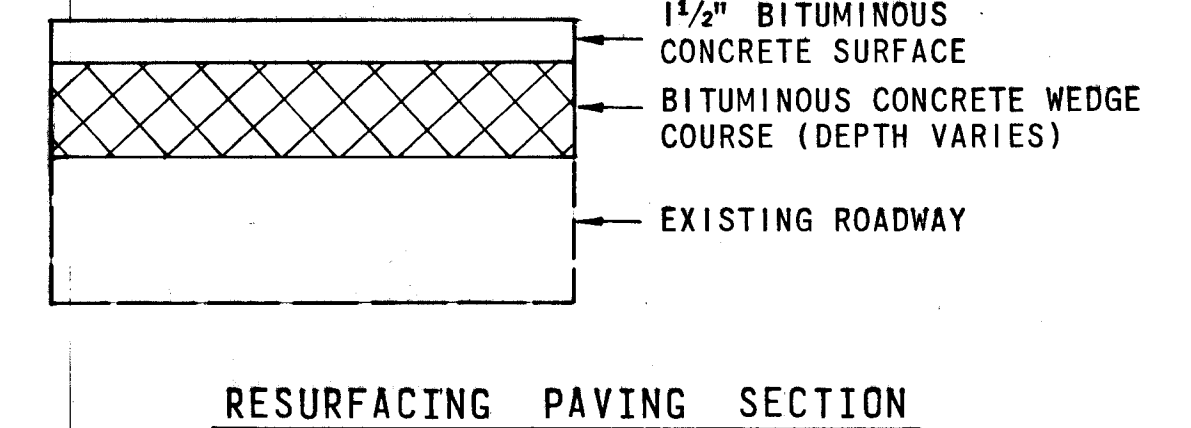 1½" BITUMINOUS
CONCRETE SURFACE
BITUMINOUS CONCRETE WEDGE
COURSE (DEPTH VARIES)
EXISTING ROADWAY
RESURFACING PAVING SECTION